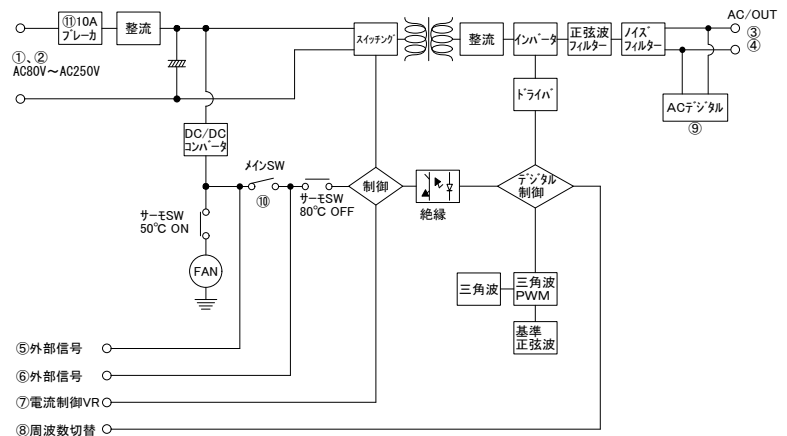 ⑪10A
ﾌﾞﾚｰｶ
整流
ｽｲｯﾁﾝｸﾞ
整流
ｲﾝﾊﾞｰﾀ
正弦波
ﾌｨﾙﾀｰ
ﾉｲｽﾞ
ﾌｨﾙﾀｰ
AC/OUT
③
④
①、②
AC80V～AC250V
ﾄﾞﾗｲﾊﾞ
ACﾃﾞｼﾞﾀﾙ
⑨
DC/DC
ｺﾝﾊﾞｰﾀ
ﾒｲﾝSW
⑩
ｻｰﾓSW
80℃ OFF
制御
絶縁
ﾃﾞｼﾞﾀﾙ
制御
ｻｰﾓSW
50℃ ON
FAN
三角波
三角波
PWM
基準
正弦波
⑤外部信号
⑥外部信号
⑦電流制御VR
⑧周波数切替